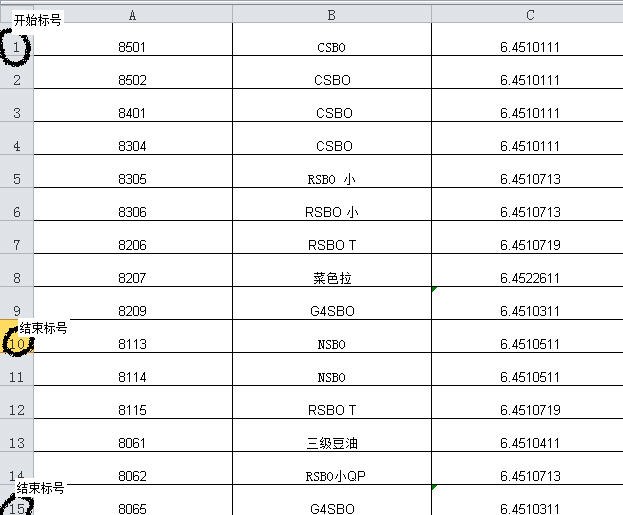 开始标号
A B C
1 8501 CSBO 6.4510111
2 8502 CSBO 6.4510111
3 8401 CSBO 6.4510111
4 8304 CSBO 6.4510111
5 8305 RSBO 小 6.4510713
6 8306 RSBO 小 6.4510713
7 8206 RSBO T 6.4510719
8 8207 菜色拉 6.4522611
9 8209 G4SBO 6.4510311
结束标号
10 8113 NSBO 6.4510511
11 8114 NSBO 6.4510511
12 8115 RSBO T 6.4510719
13 8061 三级豆油 6.4510411
14 8062 RSBO小QP 6.4510713
结束标号
15 8065 G4SBO 6.4510311